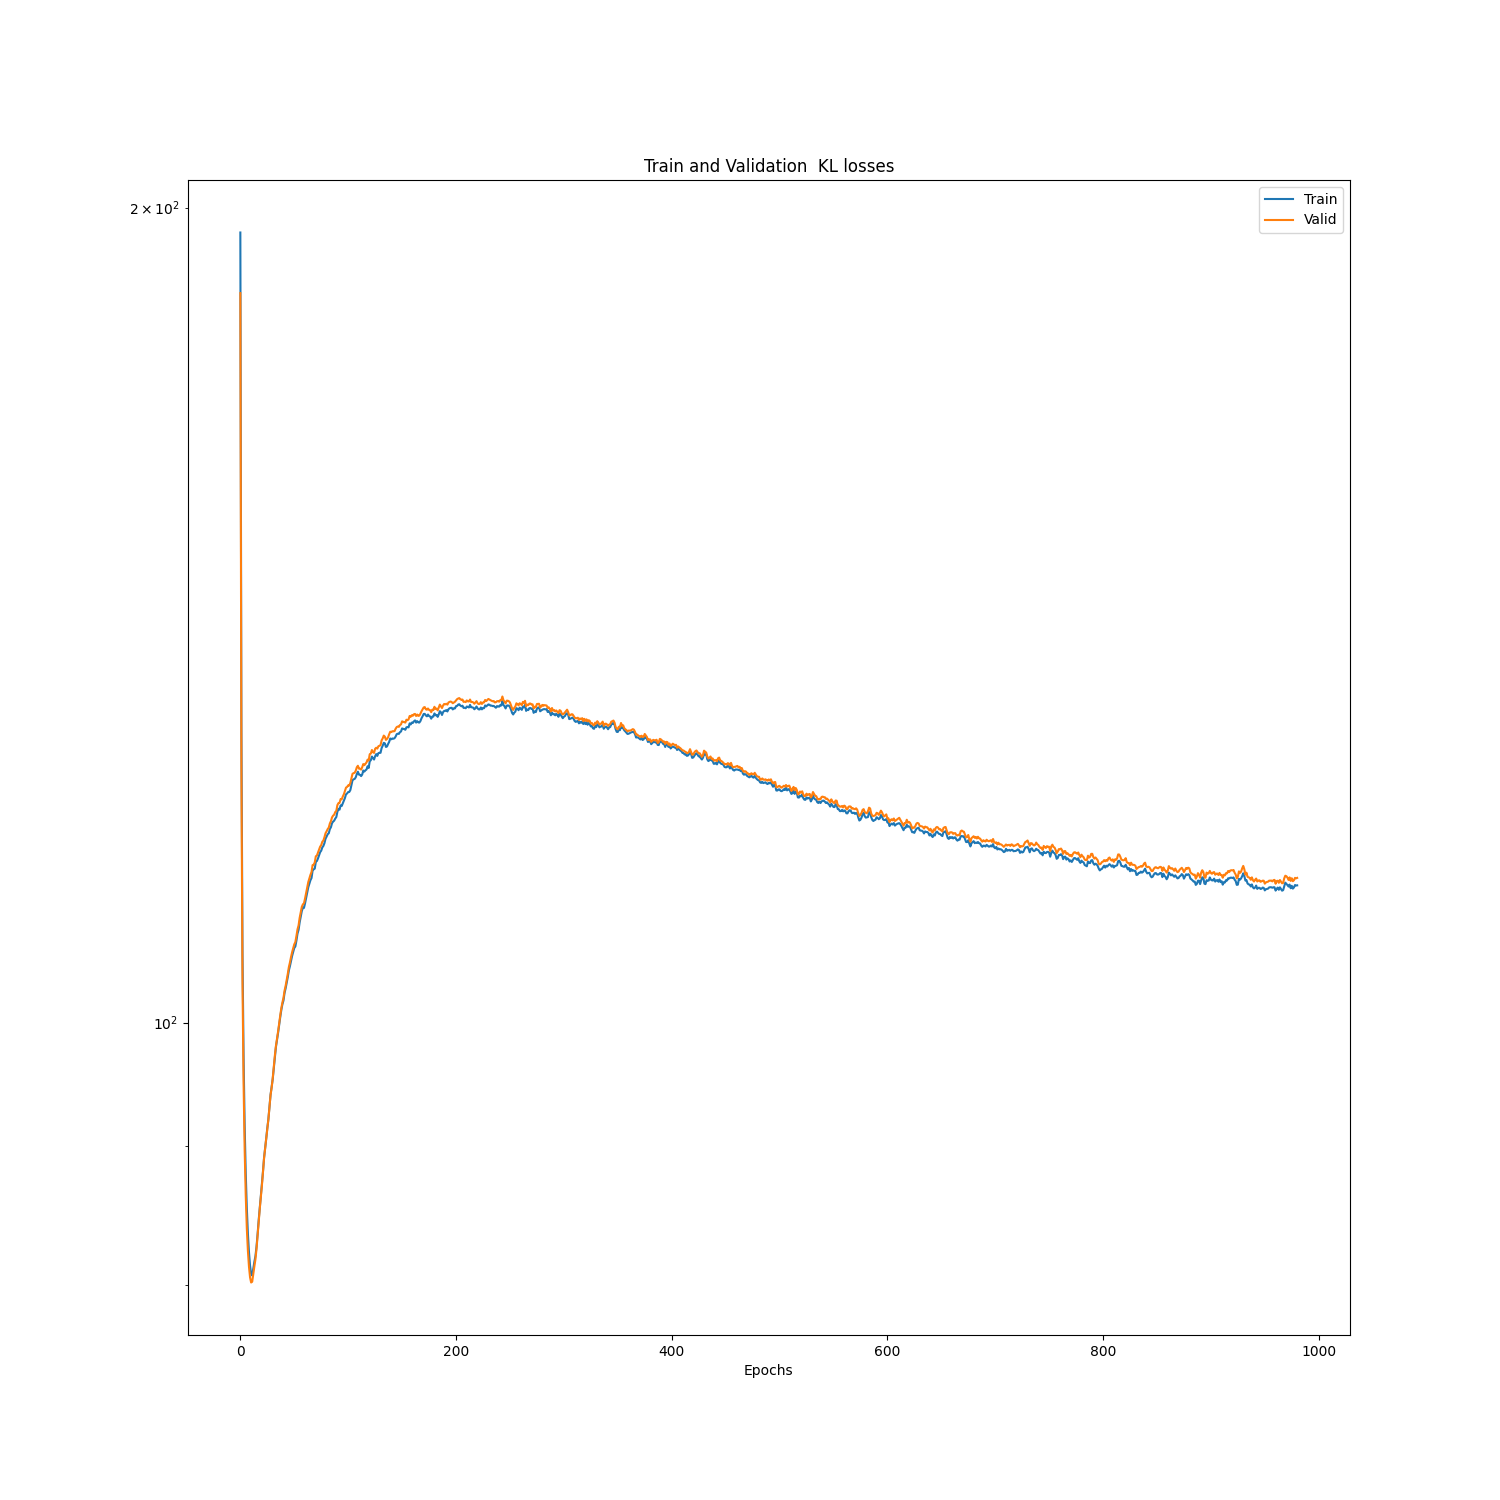 Train and Validation  KL losses
2 × 10²
Train
Valid
10²
0 200 400 600 800 1000
Epochs